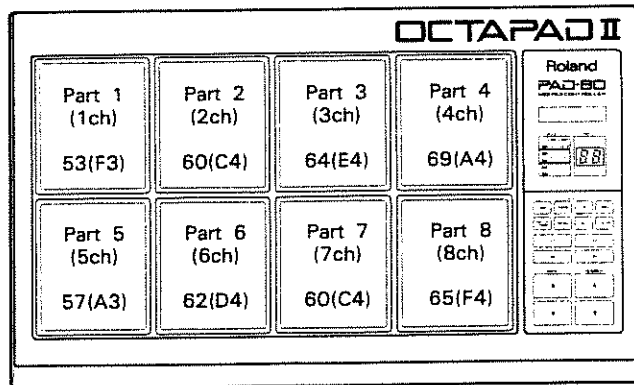 OCTAPAD II
Roland
PAD-80
Part 1
(1ch)
53(F3)
Part 2
(2ch)
60(C4)
Part 3
(3ch)
64(E4)
Part 4
(4ch)
69(A4)
88
Part 5
(5ch)
57(A3)
Part 6
(6ch)
62(D4)
Part 7
(7ch)
60(C4)
Part 8
(8ch)
65(F4)